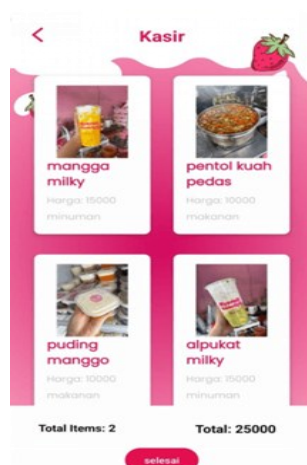 Kasir
mangga
milky
Harga: 15000
minuman
pentol kuah
pedas
Harga: 10000
makanan
puding
manggo
Harga: 10000
makanan
alpukat
milky
Harga: 15000
minuman
Total Items: 2
Total: 25000
selesai